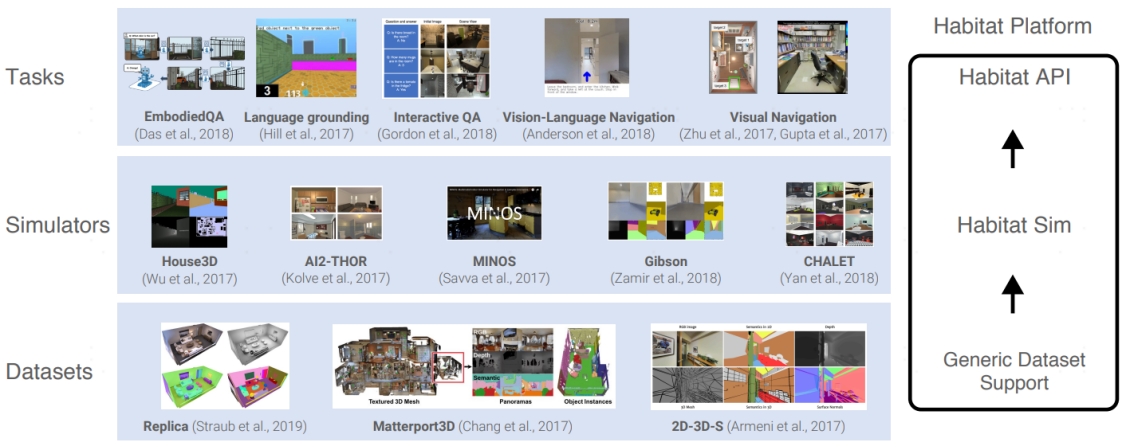 Habitat Platform
Tasks
Habitat API
3
EmbodiedQA Language grounding Interactive QA Vision-Language Navigation Visual Navigation
(Das et al., 2018) (Hill et al., 2017) (Gordon et al., 2018) (Anderson et al., 2018) (Zhu et al., 2017, Gupta et al., 2017)
Simulators
MINOS
Habitat Sim
House3D AI2-THOR MINOS Gibson CHALET
(Wu et al., 2017) (Kolve et al., 2017) (Savva et al., 2017) (Zamir et al., 2018) (Yan et al., 2018)
Datasets
RGB
Depth
Semantic
Textured 3D Mesh Panoramas Object Instances
RGB Image Semantics in 2D Depth
3D Mesh Semantics in 3D Surface Normals
Generic Dataset
Support
Replica (Straub et al., 2019) Matterport3D (Chang et al., 2017) 2D-3D-S (Armeni et al., 2017)